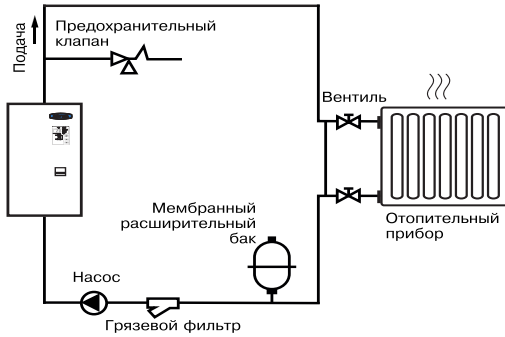 Подача
Предохранительный
клапан
Вентиль
Отопительный
прибор
Мембранный
расширительный
бак
Насос
Грязевой фильтр